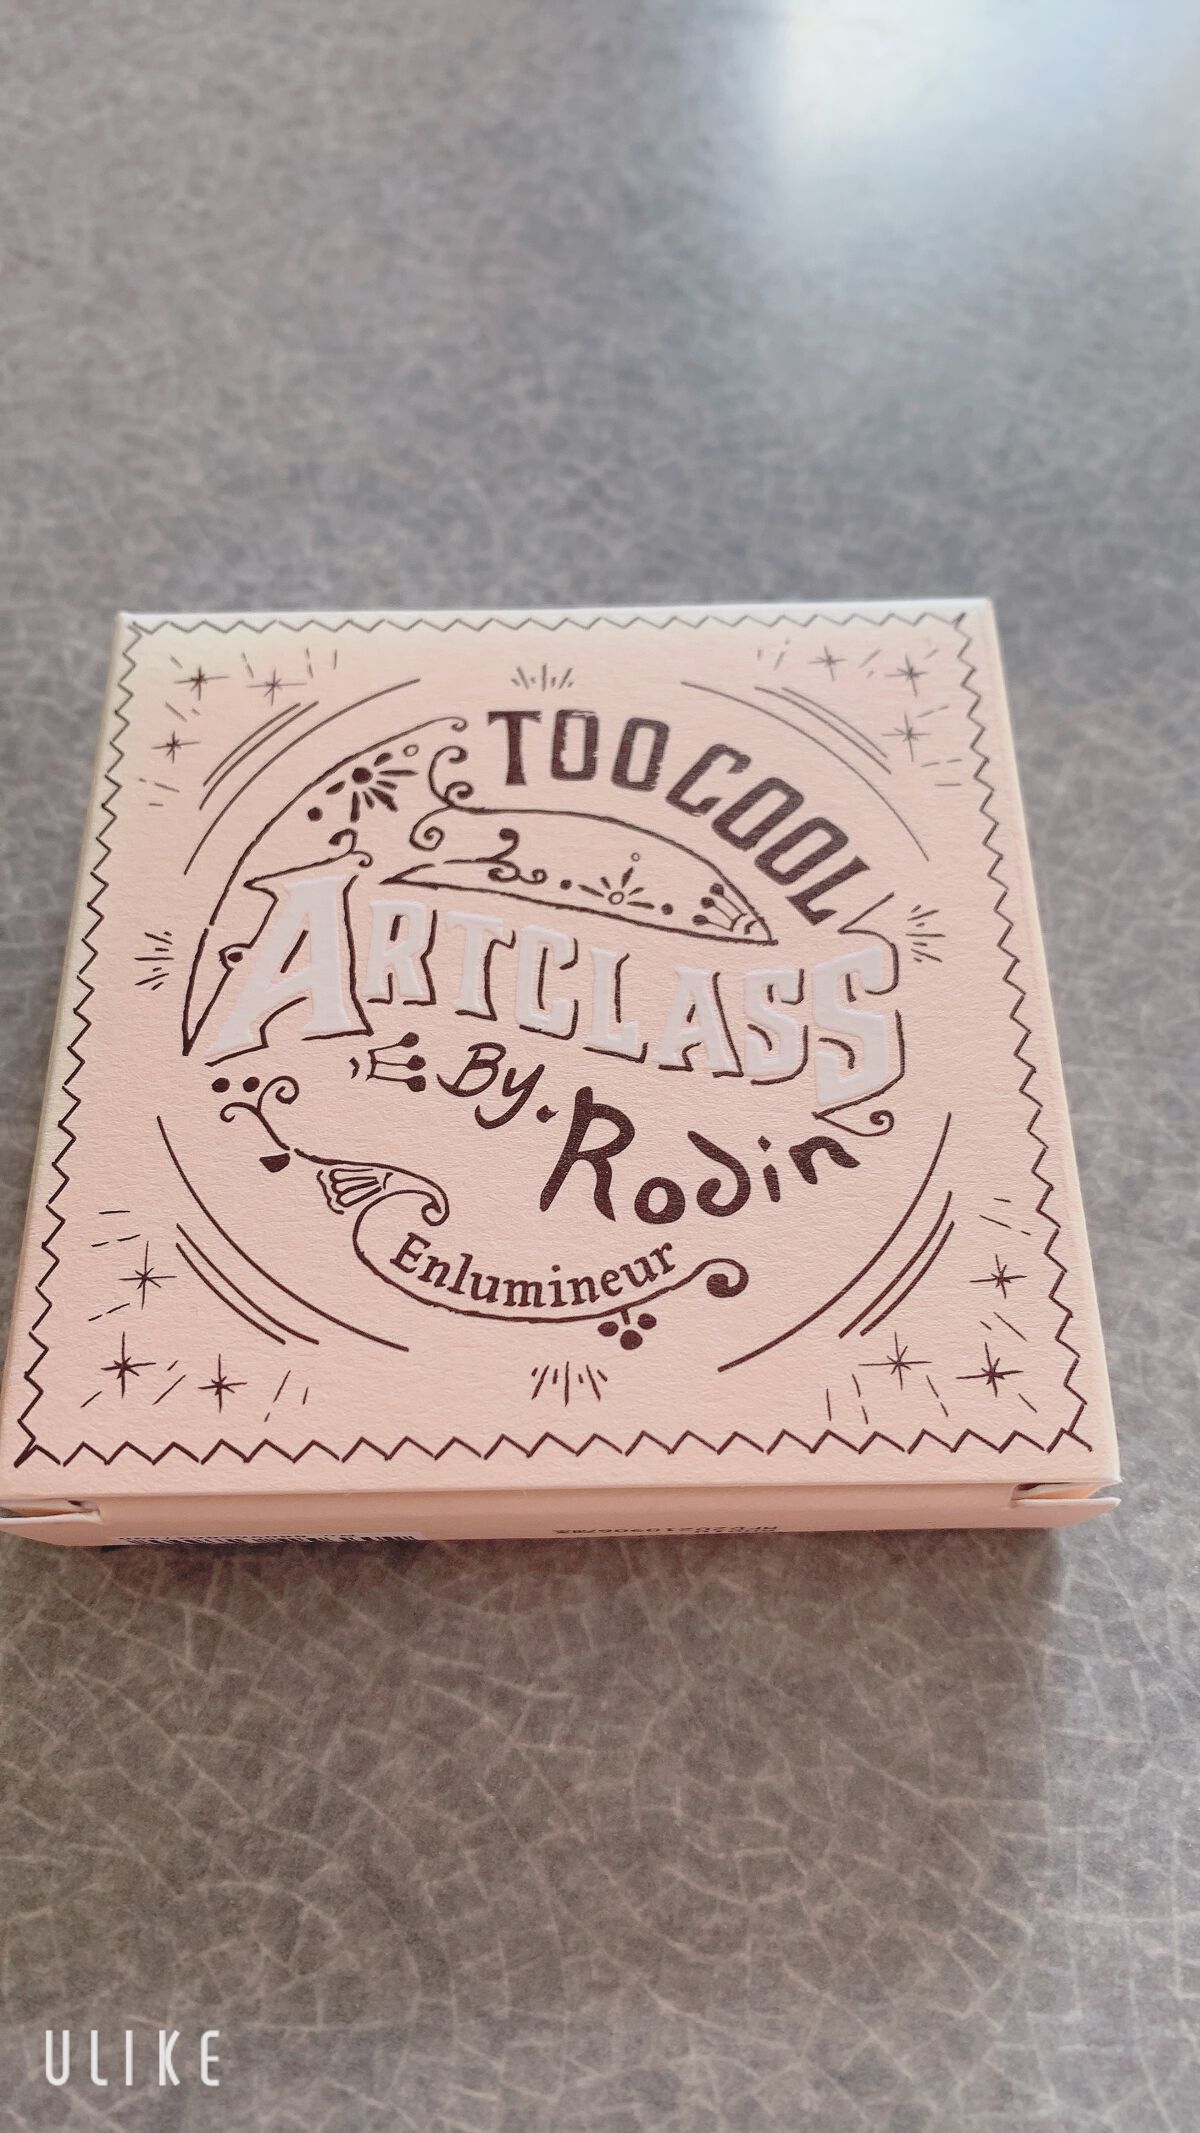 TOO COOL
ARTCLASS
By. Rodin
Enlumineur
ULIKE